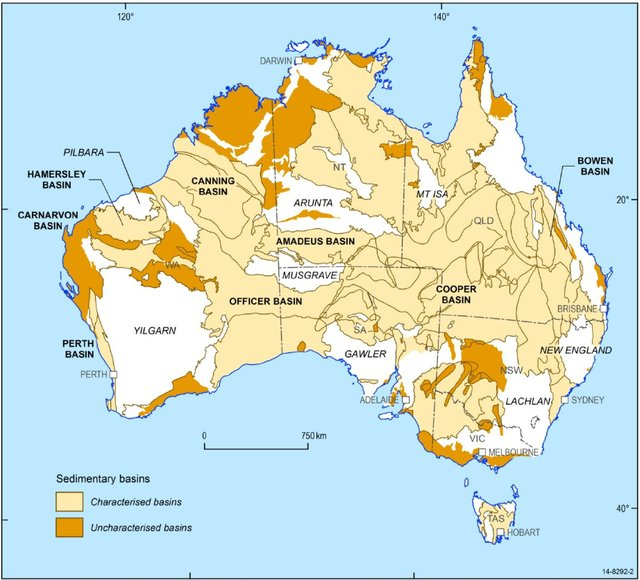 120°
140°
DARWIN
PILBARA
HAMERSLEY
BASIN
CARNARVON
BASIN
CANNING
BASIN
NT
ARUNTA
MT ISA
BOWEN
BASIN
20°
20°
QLD
AMADEUS BASIN
WA
MUSGRAVE
OFFICER BASIN
COOPER
BASIN
BRISBANE
YILGARN
SA
PERTH
BASIN
GAWLER
NEW ENGLAND
PERTH
NSW
ADELAIDE
LACHLAN
SYDNEY
VIC
MELBOURNE
0
750 km
Sedimentary basins
Characterised basins
Uncharacterised basins
40°
TAS
HOBART
14-8292-2